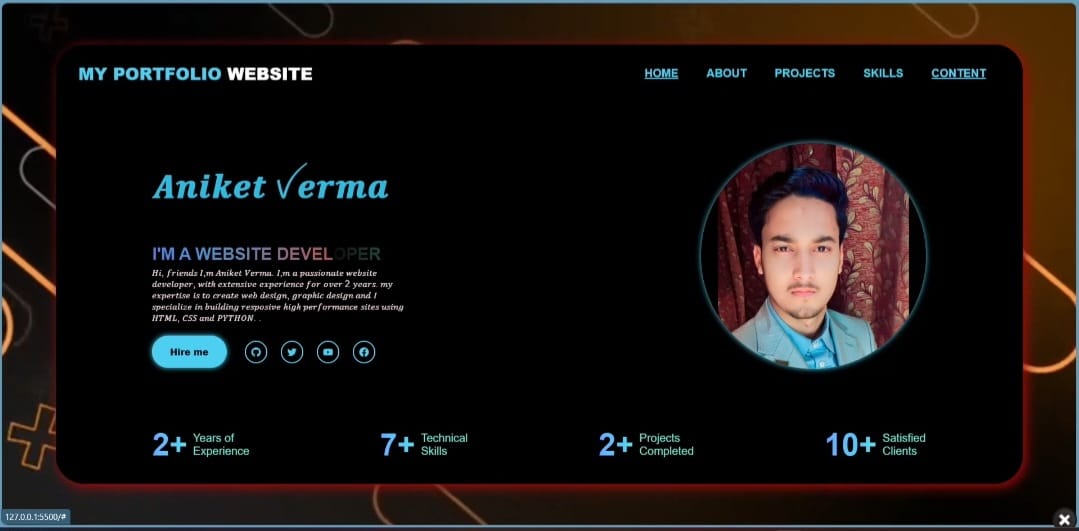 MY PORTFOLIO WEBSITE
HOME ABOUT PROJECTS SKILLS CONTENT
Aniket Verma
I'M A WEBSITE DEVELOPER
Hi, friends I,m Aniket Verma. I,m a passionate website
developer, with extensive experience for over 2 years. my
expertise is to create web design, graphic design and I
specialize in building resposive high performance sites using
HTML, CSS and PYTHON. .
Hire me
2+ Years of
Experience
7+ Technical
Skills
2+ Projects
Completed
10+ Satisfied
Clients
127.0.0.1:5500/#